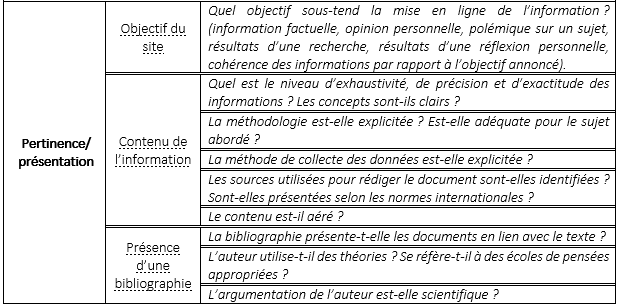 Pertinence/
présentation
Objectif du
site
Quel objectif sous-tend la mise en ligne de l'information ?
(information factuelle, opinion personnelle, polémique sur un sujet,
résultats d'une recherche, résultats d'une réflexion personnelle,
cohérence des informations par rapport à l'objectif annoncé).
Contenu de
l'information
Quel est le niveau d'exhaustivité, de précision et d'exactitude des
informations ? Les concepts sont-ils clairs ?
La méthodologie est-elle explicitée ? Est-elle adéquate pour le sujet
abordé ?
La méthode de collecte des données est-elle explicitée ?
Les sources utilisées pour rédiger le document sont-elles identifiées ?
Sont-elles présentées selon les normes internationales ?
Le contenu est-il aéré ?
Présence
d'une
bibliographie
La bibliographie présente-t-elle les documents en lien avec le texte ?
L'auteur utilise-t-il des théories ? Se réfère-t-il à des écoles de pensées
appropriées ?
L'argumentation de l'auteur est-elle scientifique ?